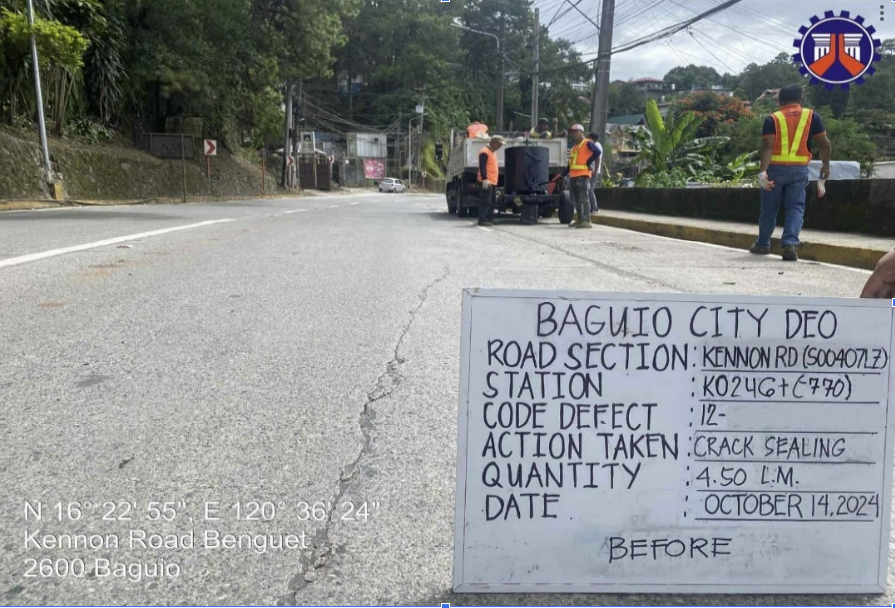 BAGUIO CITY DEO
ROAD SECTION: KENNON RD (S00407LZ)
STATION : K0246+(-770)
CODE DEFECT : 12-
ACTION TAKEN: CRACK SEALING
QUANTITY : 4.50 L.M.
DATE : OCTOBER 14, 2024
BEFORE
N 16° 22' 55", E 120° 36' 24"
Kennon Road Benguet
2600 Baguio